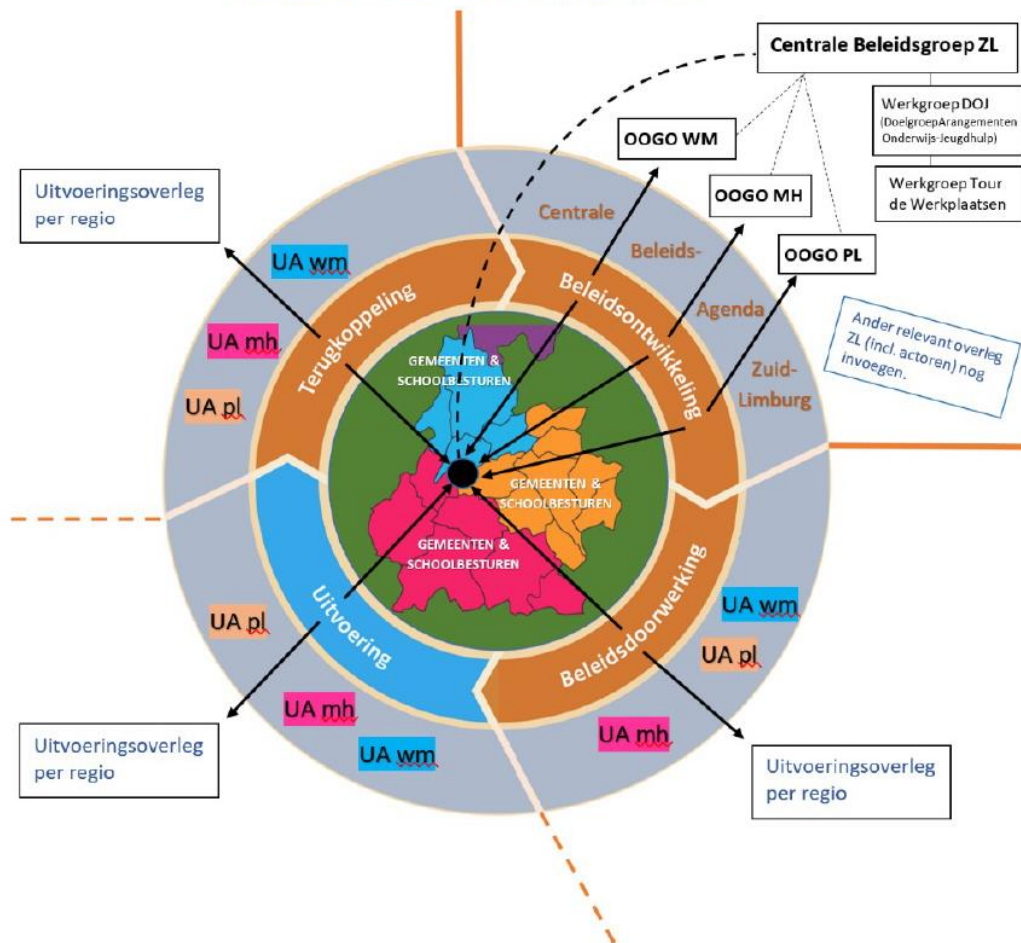 Centrale Beleidsgroep ZL
Werkgroep DOJ
(DoelgroepArangementen
Onderwijs-Jeugdhulp)
Werkgroep Tour
de Werkplaatsen
OOGO WM
OOGO MH
OOGO PL
Uitvoeringsoverleg
per regio
Centrale
Beleids-
Agenda
Zuid-
Limburg
Ander relevant overleg
ZL (incl. actoren) nog
invoegen.
UA wm
UA mh
UA pl
Terugkoppeling
Beleidsontwikkeling
GEMEENTEN &
SCHOOLBESTUREN
GEMEENTEN &
SCHOOLBESTUREN
GEMEENTEN &
SCHOOLBESTUREN
Uitvoering
Beleidsdoorwerking
UA pl
UA mh
UA wm
UA wm
UA pl
UA mh
Uitvoeringsoverleg
per regio
Uitvoeringsoverleg
per regio